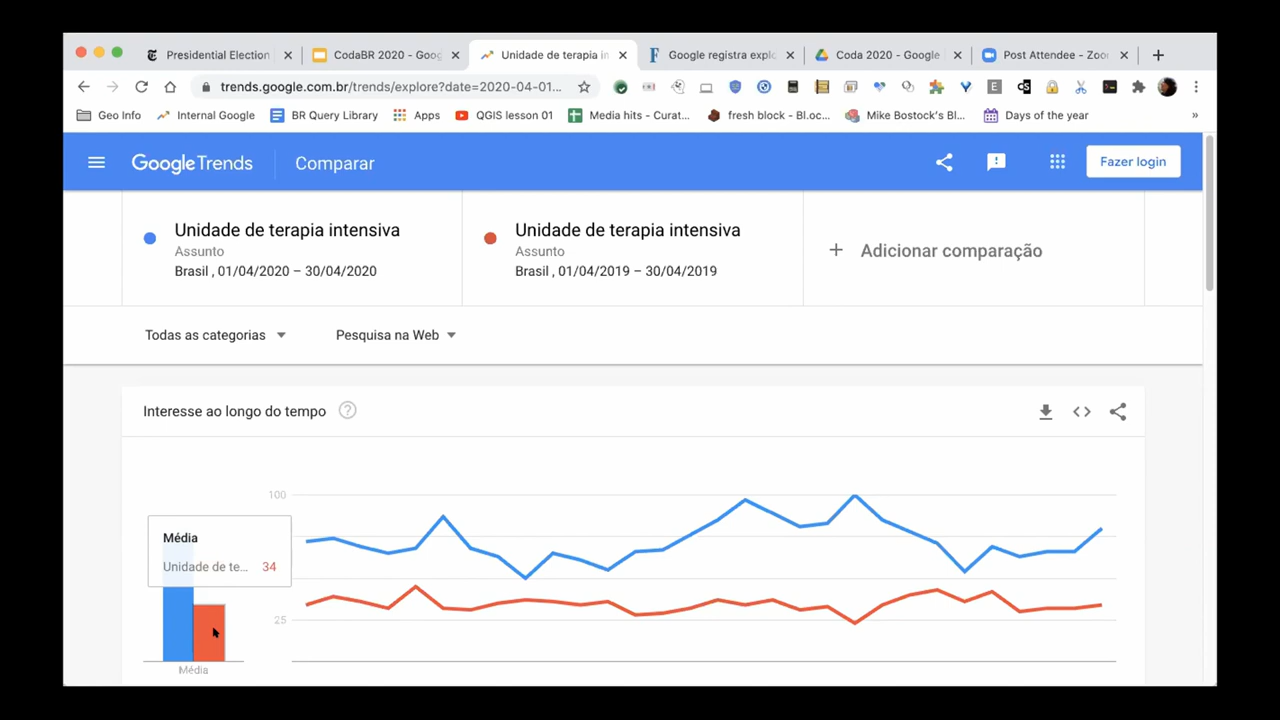 Presidential Election
CodaBR 2020 - Goog
Unidade de terapia in
Google registra explo
Coda 2020 - Google
Post Attendee - Zoo
trends.google.com.br/trends/explore?date=2020-04-01...
Geo Info
Internal Google
BR Query Library
Apps
QGIS lesson 01
Media hits - Curat...
fresh block - Bl.oc...
Mike Bostock's Bl...
Days of the year
»
Google Trends
Comparar
Fazer login
Unidade de terapia intensiva
Assunto
Brasil , 01/04/2020 – 30/04/2020
Unidade de terapia intensiva
Assunto
Brasil , 01/04/2019 – 30/04/2019
+ Adicionar comparação
Todas as categorias
Pesquisa na Web
Interesse ao longo do tempo ?
100
25
Média
Unidade de te... 34
Média